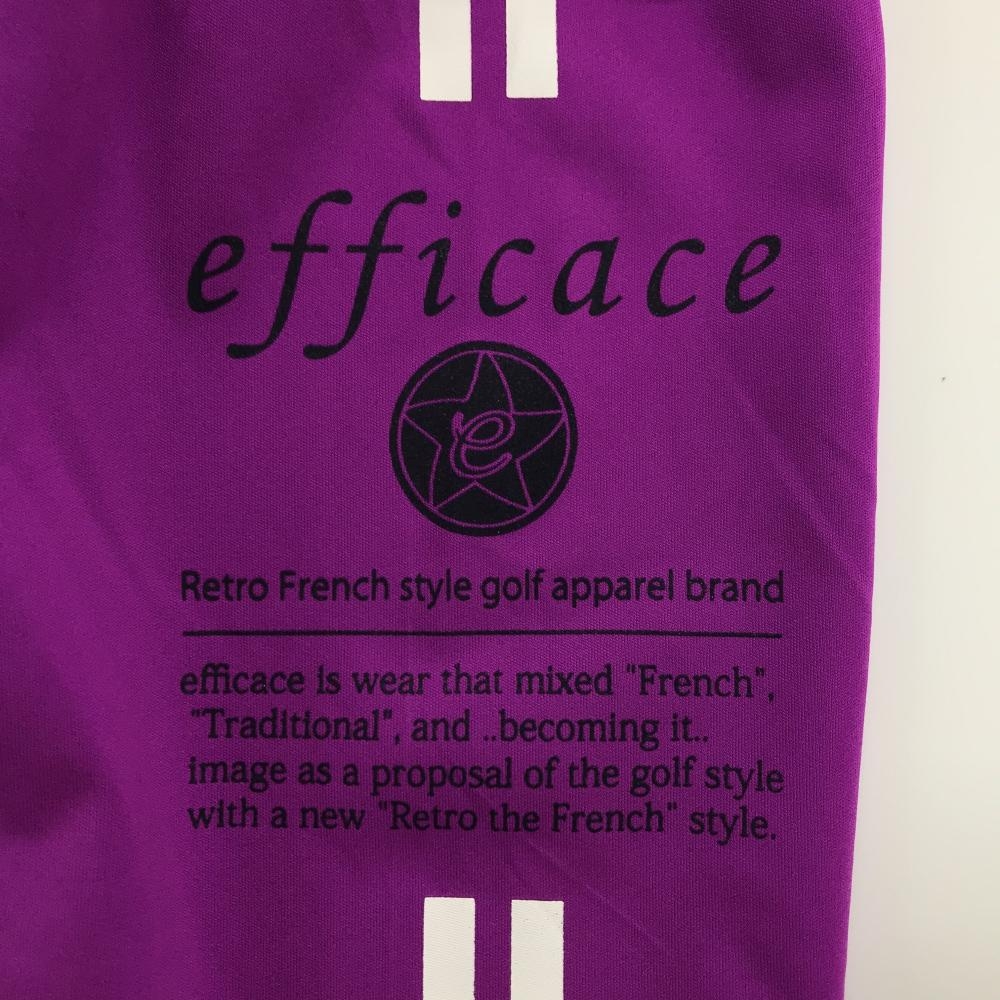 efficace
e
Retro French style golf apparel brand
efficace is wear that mixed "French",
"Traditional", and ..becoming it..
image as a proposal of the golf style
with a new "Retro the French" style.